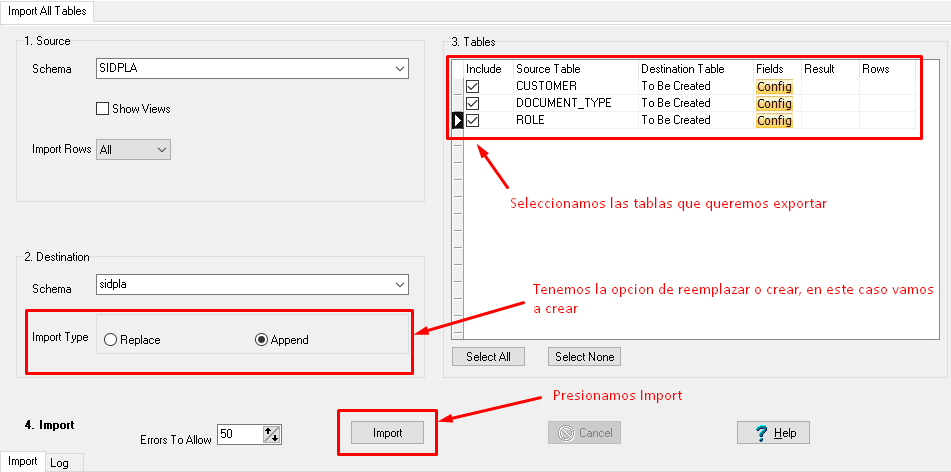 Import All Tables
1. Source
Schema
SIDPLA
Show Views
Import Rows
All
2. Destination
Schema
sidpla
Import Type
Replace
Append
3. Tables
Include Source Table Destination Table Fields Result Rows
CUSTOMER To Be Created Config
DOCUMENT_TYPE To Be Created Config
ROLE To Be Created Config
Seleccionamos las tablas que queremos exportar
Tenemos la opcion de reemplazar o crear, en este caso vamos
a crear
Select All
Select None
Presionamos Import
4. Import
Errors To Allow
50
Import
Cancel
Help
Import
Log